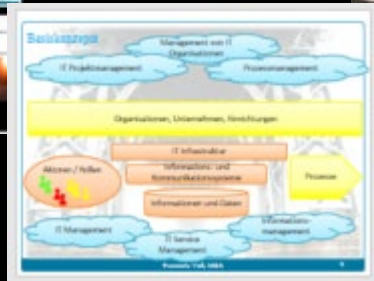 Basiskonzepte
Management von IT
Organisationen
IT Projektmanagement
Prozessmanagement
Organisationen, Unternehmen, Einrichtungen
IT Infrastruktur
Aktoren / Rollen
Informations- und
Kommunikationssysteme
Prozesse
Informationen und Daten
IT Management
IT Service
Management
Informations-
management